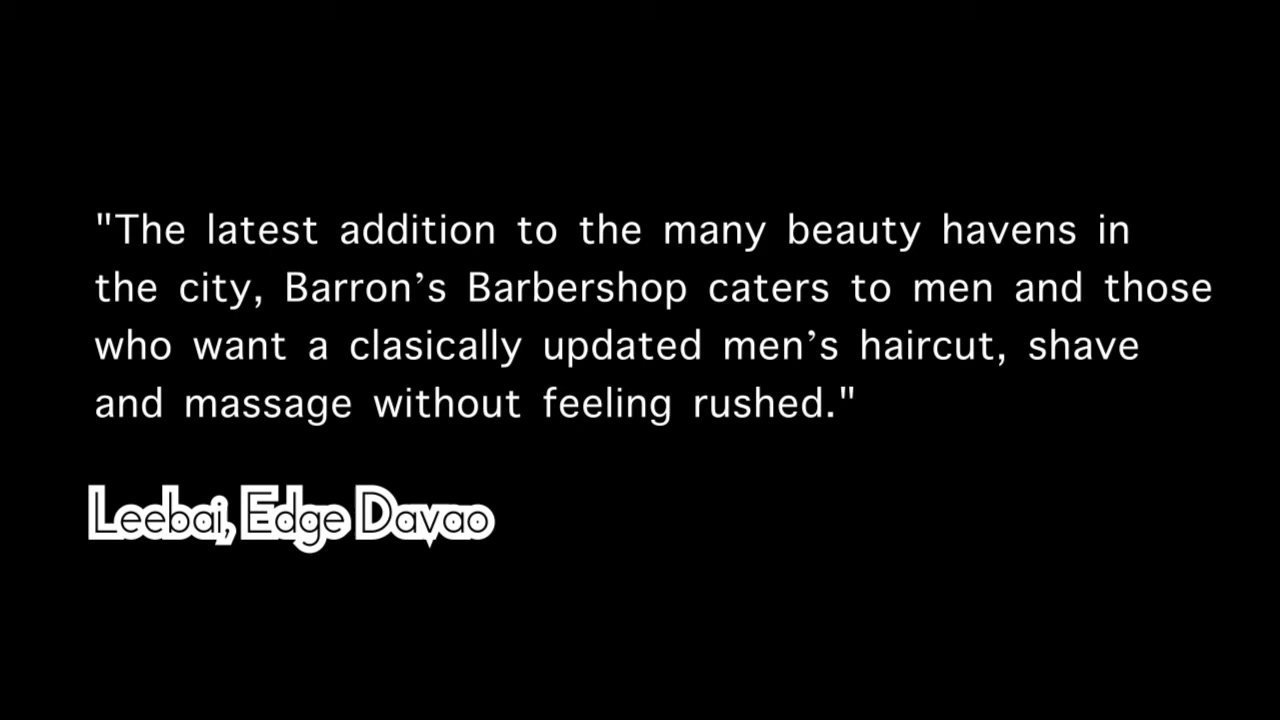 "The latest addition to the many beauty havens in
the city, Barron’s Barbershop caters to men and those
who want a clasically updated men’s haircut, shave
and massage without feeling rushed."
Leebai, Edge Davao